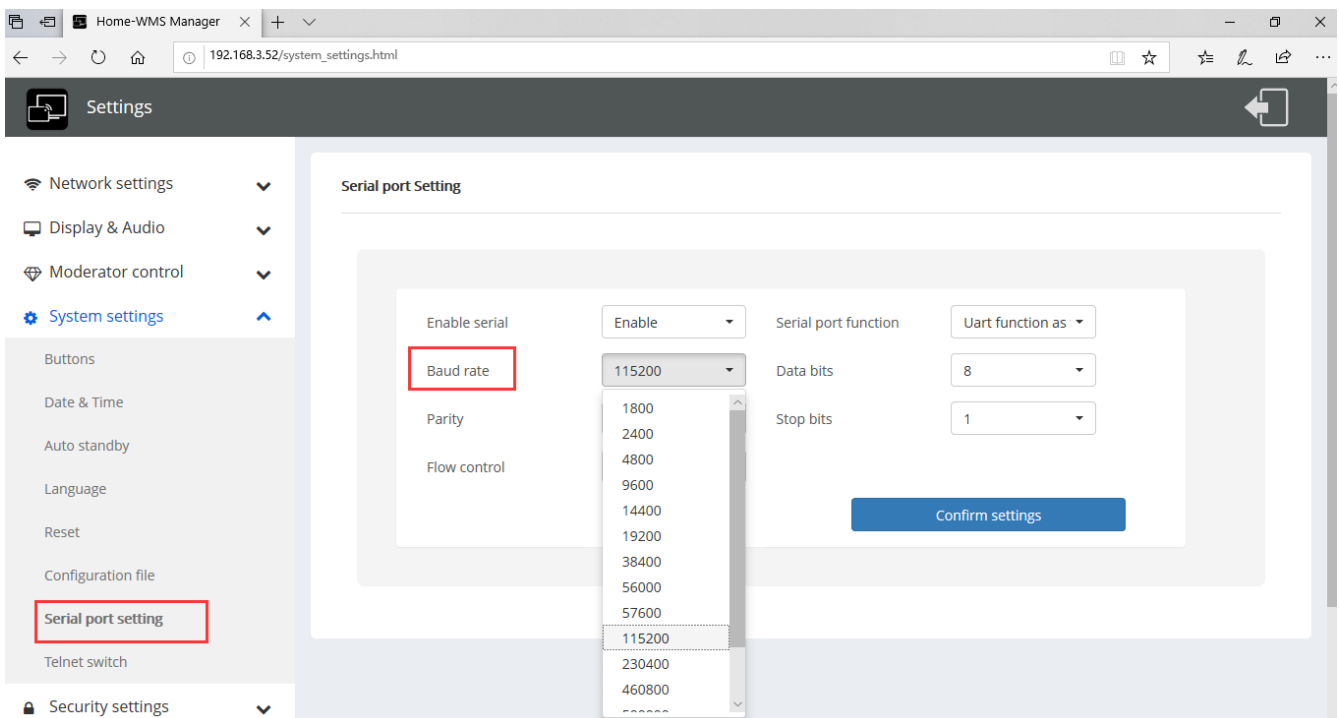 Home-WMS Manager
192.168.3.52/system_settings.html
Settings
Network settings
Display & Audio
Moderator control
System settings
Buttons
Date & Time
Auto standby
Language
Reset
Configuration file
Serial port setting
Telnet switch
Security settings
Serial port Setting
Enable serial
Enable
Serial port function
Uart function as
Baud rate
115200
Data bits
8
Parity
Stop bits
1
Flow control
1800
2400
4800
9600
14400
19200
38400
56000
57600
115200
230400
460800
Confirm settings